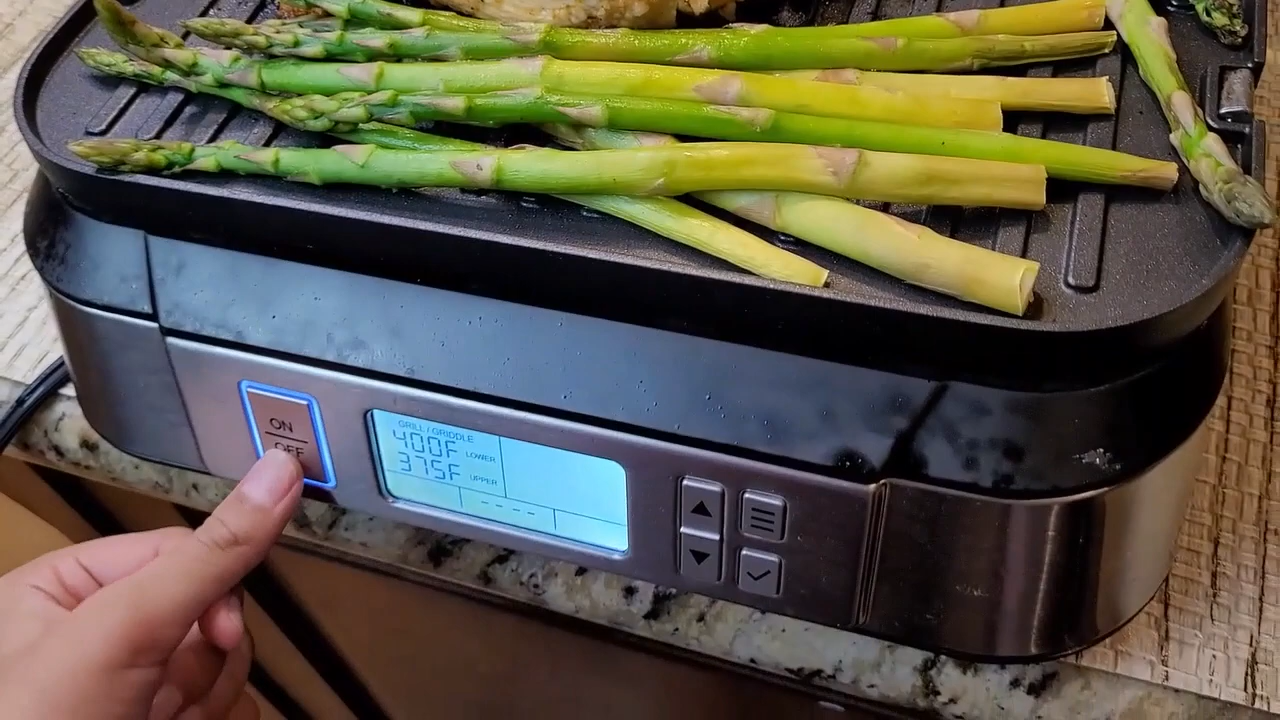 ON
OFF
GRILL / GRIDDLE
400F LOWER
375F UPPER
----